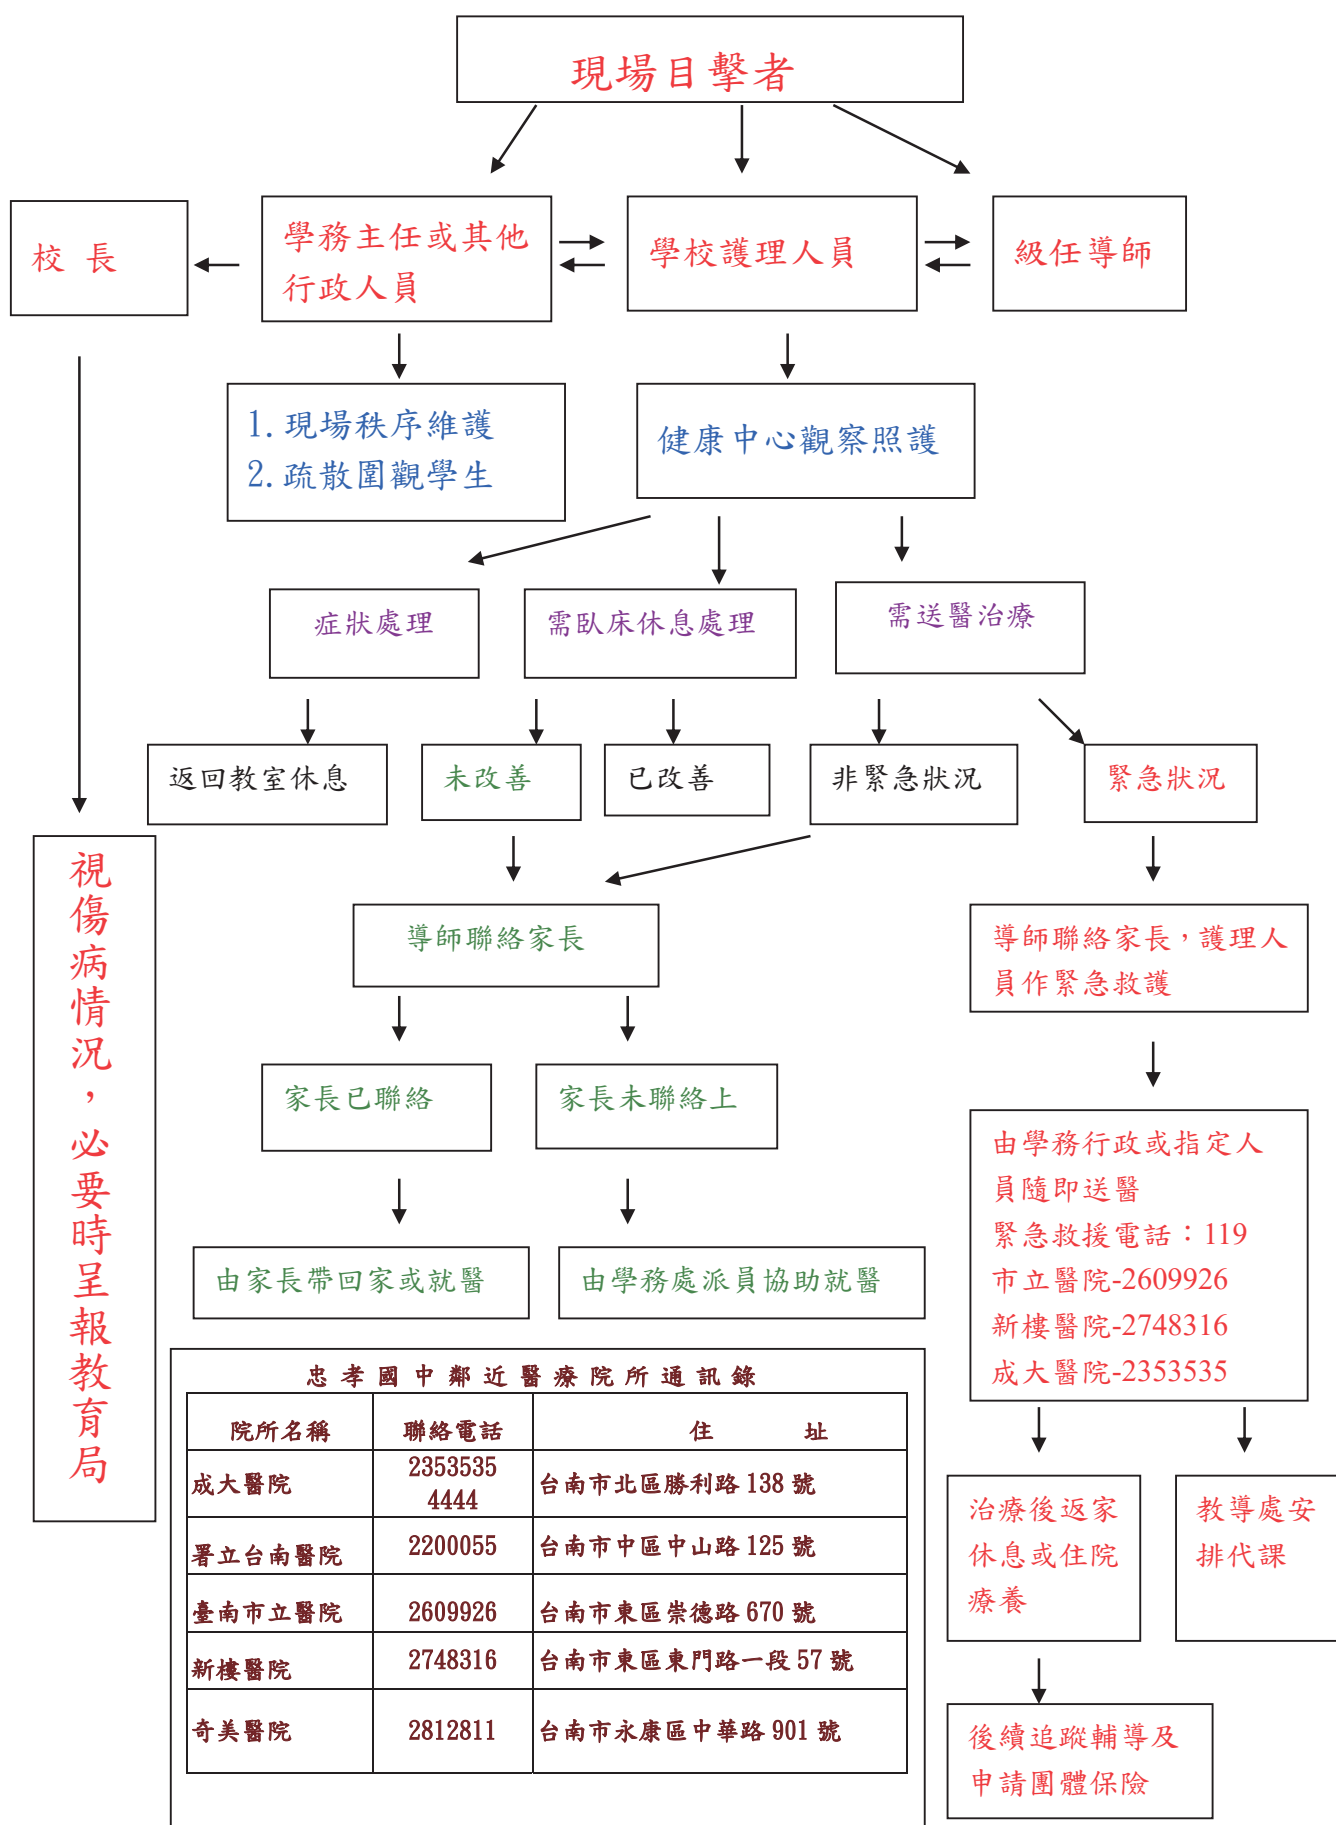 現場目擊者
校 長
學務主任或其他
行政人員
學校護理人員
級任導師
1.現場秩序維護
2.疏散圍觀學生
健康中心觀察照護
症狀處理
需臥床休息處理
需送醫治療
返回教室休息
未改善
已改善
非緊急狀況
緊急狀況
視傷病情況，必要時呈報教育局
導師聯絡家長
導師聯絡家長，護理人
員作緊急救護
家長已聯絡
家長未聯絡上
由學務行政或指定人
員隨即送醫
緊急救援電話：119
市立醫院-2609926
新樓醫院-2748316
成大醫院-2353535
由家長帶回家或就醫
由學務處派員協助就醫
忠孝國中鄰近醫療院所通訊錄
院所名稱 聯絡電話 住 址
成大醫院 2353535 台南市北區勝利路 138 號
4444
署立台南醫院 2200055 台南市中區中山路 125 號
臺南市立醫院 2609926 台南市東區崇德路 670 號
新樓醫院 2748316 台南市東區東門路一段 57 號
奇美醫院 2812811 台南市永康區中華路 901 號
治療後返家
休息或住院
療養
教導處安
排代課
後續追蹤輔導及
申請團體保險